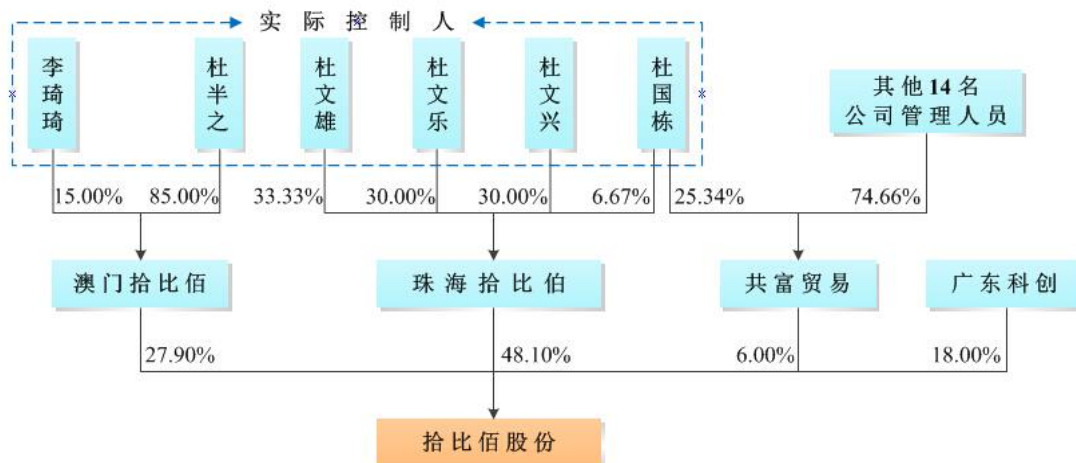 实际控制人
李琦琦
杜半之
杜文雄
杜文乐
杜文兴
杜国栋
其他14名
公司管理人员
15.00%
85.00%
33.33%
30.00%
30.00%
6.67%
25.34%
74.66%
澳门拾比佰
珠海拾比伯
共富贸易
广东科创
27.90%
48.10%
6.00%
18.00%
拾比佰股份